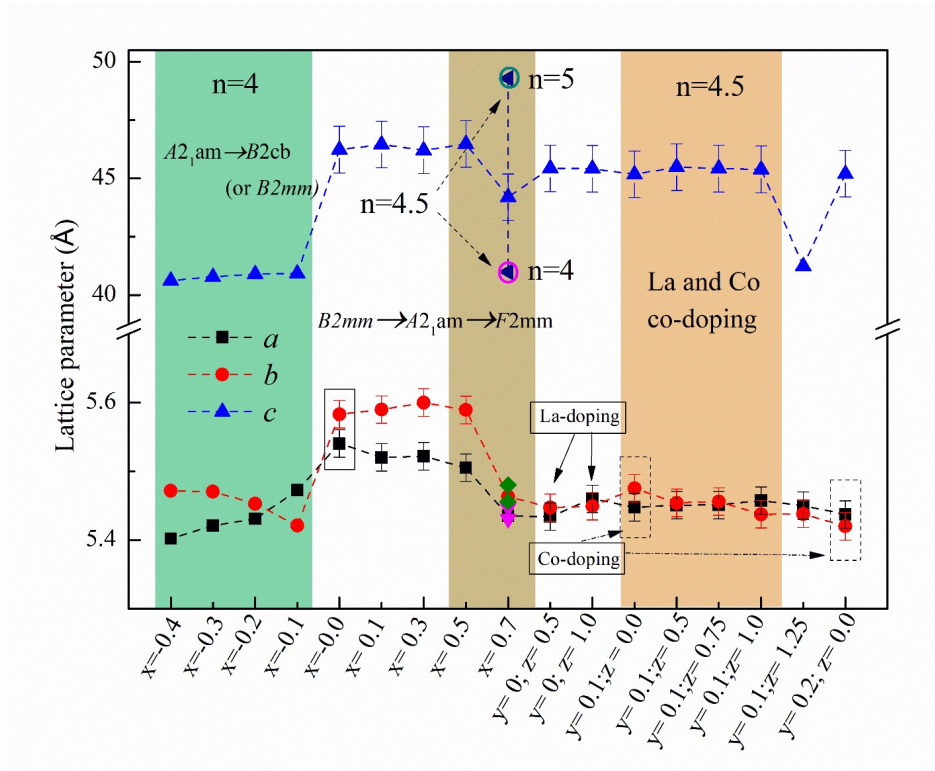 Lattice parameter (Å)
50
45
40
5.6
5.4
n=4
A2₁am→B2cb
(or B2mm)
n=5
n=4.5
n=4
n=4.5
B2mm→A2₁am→F2mm
La and Co
co-doping
a
b
c
La-doping
Co-doping
x=-0.4
x=-0.3
x=-0.2
x=-0.1
x=-0.0
x= 0.1
x= 0.3
x= 0.5
x= 0.7
y= 0; z= 0.5
y= 0; z= 1.0
y= 0.1;z= 0.0
y= 0.1;z= 0.5
y= 0.1;z= 0.75
y= 0.1;z= 1.0
y= 0.1;z= 1.25
y= 0.2; z= 0.0